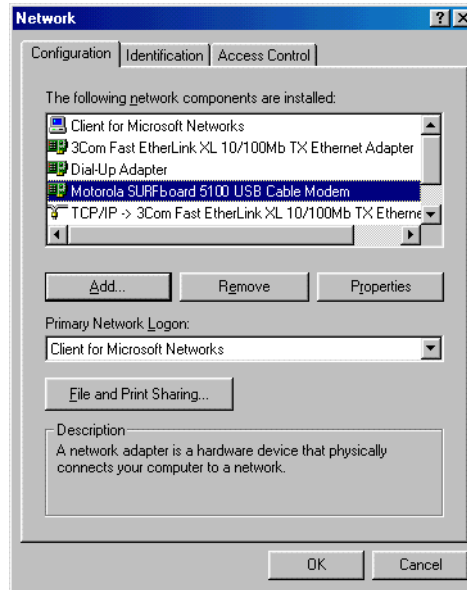 Network
Configuration Identification Access Control
The following network components are installed:
Client for Microsoft Networks
3Com Fast EtherLink XL 10/100Mb TX Ethernet Adapter
Dial-Up Adapter
Motorola SURFboard 5100 USB Cable Modem
TCP/IP -> 3Com Fast EtherLink XL 10/100Mb TX Etherne
Add... Remove Properties
Primary Network Logon:
Client for Microsoft Networks
File and Print Sharing...
Description
A network adapter is a hardware device that physically
connects your computer to a network.
OK Cancel